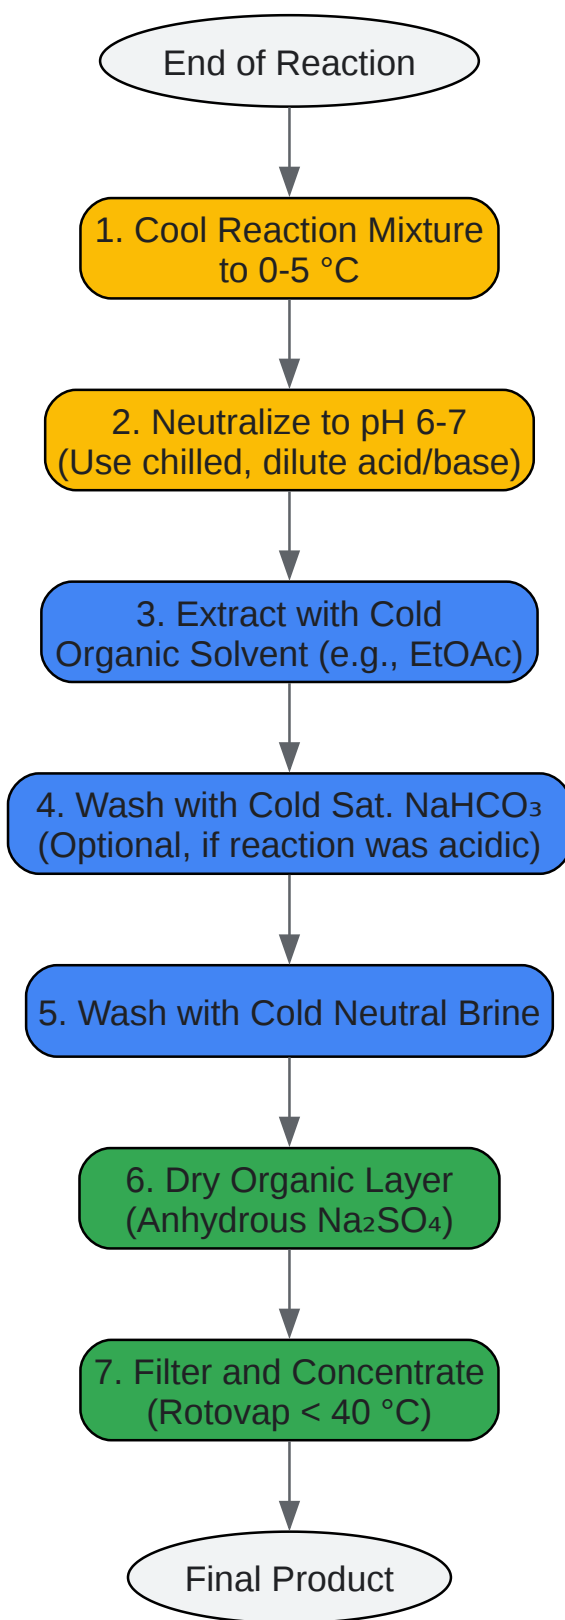 End of Reaction
1. Cool Reaction Mixture
to 0-5 °C
2. Neutralize to pH 6-7
(Use chilled, dilute acid/base)
3. Extract with Cold
Organic Solvent (e.g., EtOAc)
4. Wash with Cold Sat. NaHCO₃
(Optional, if reaction was acidic)
5. Wash with Cold Neutral Brine
6. Dry Organic Layer
(Anhydrous Na₂SO₄)
7. Filter and Concentrate
(Rotovap < 40 °C)
Final Product